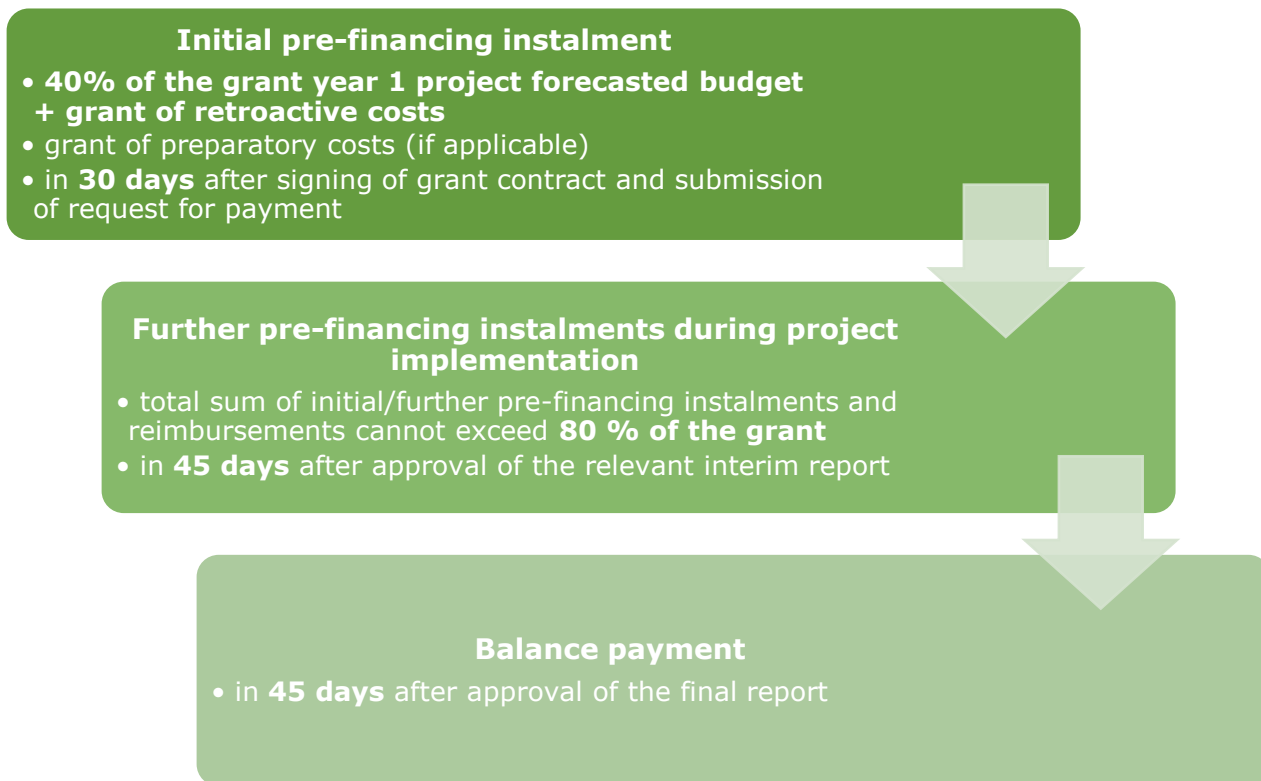 Initial pre-financing instalment
• 40% of the grant year 1 project forecasted budget
+ grant of retroactive costs
• grant of preparatory costs (if applicable)
• in 30 days after signing of grant contract and submission
of request for payment
Further pre-financing instalments during project
implementation
• total sum of initial/further pre-financing instalments and
reimbursements cannot exceed 80 % of the grant
• in 45 days after approval of the relevant interim report
Balance payment
• in 45 days after approval of the final report